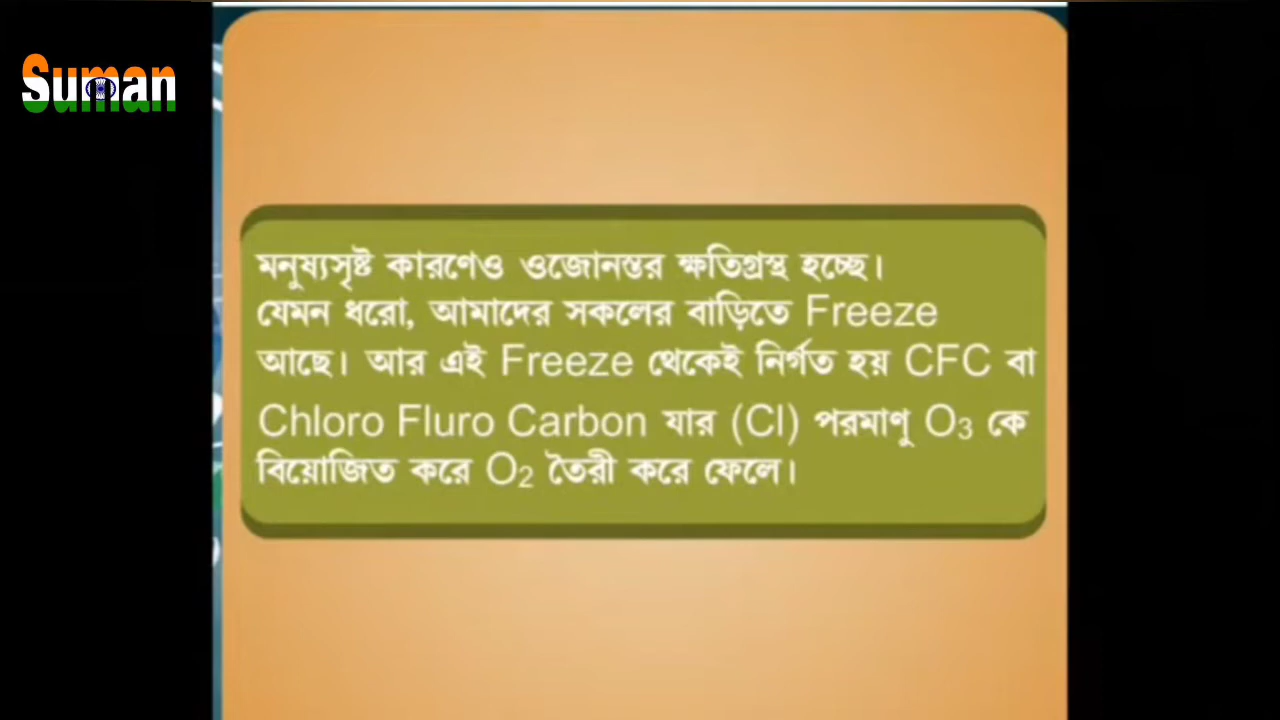 Suman
মনুষ্যসৃষ্ট কারণেও ওজোনস্তর ক্ষতিগ্রস্থ হচ্ছে।
যেমন ধরো, আমাদের সকলের বাড়িতে Freeze
আছে। আর এই Freeze থেকেই নির্গত হয় CFC বা
Chloro Fluro Carbon যার (Cl) পরমাণু O₃ কে
বিয়োজিত করে O₂ তৈরী করে ফেলে।